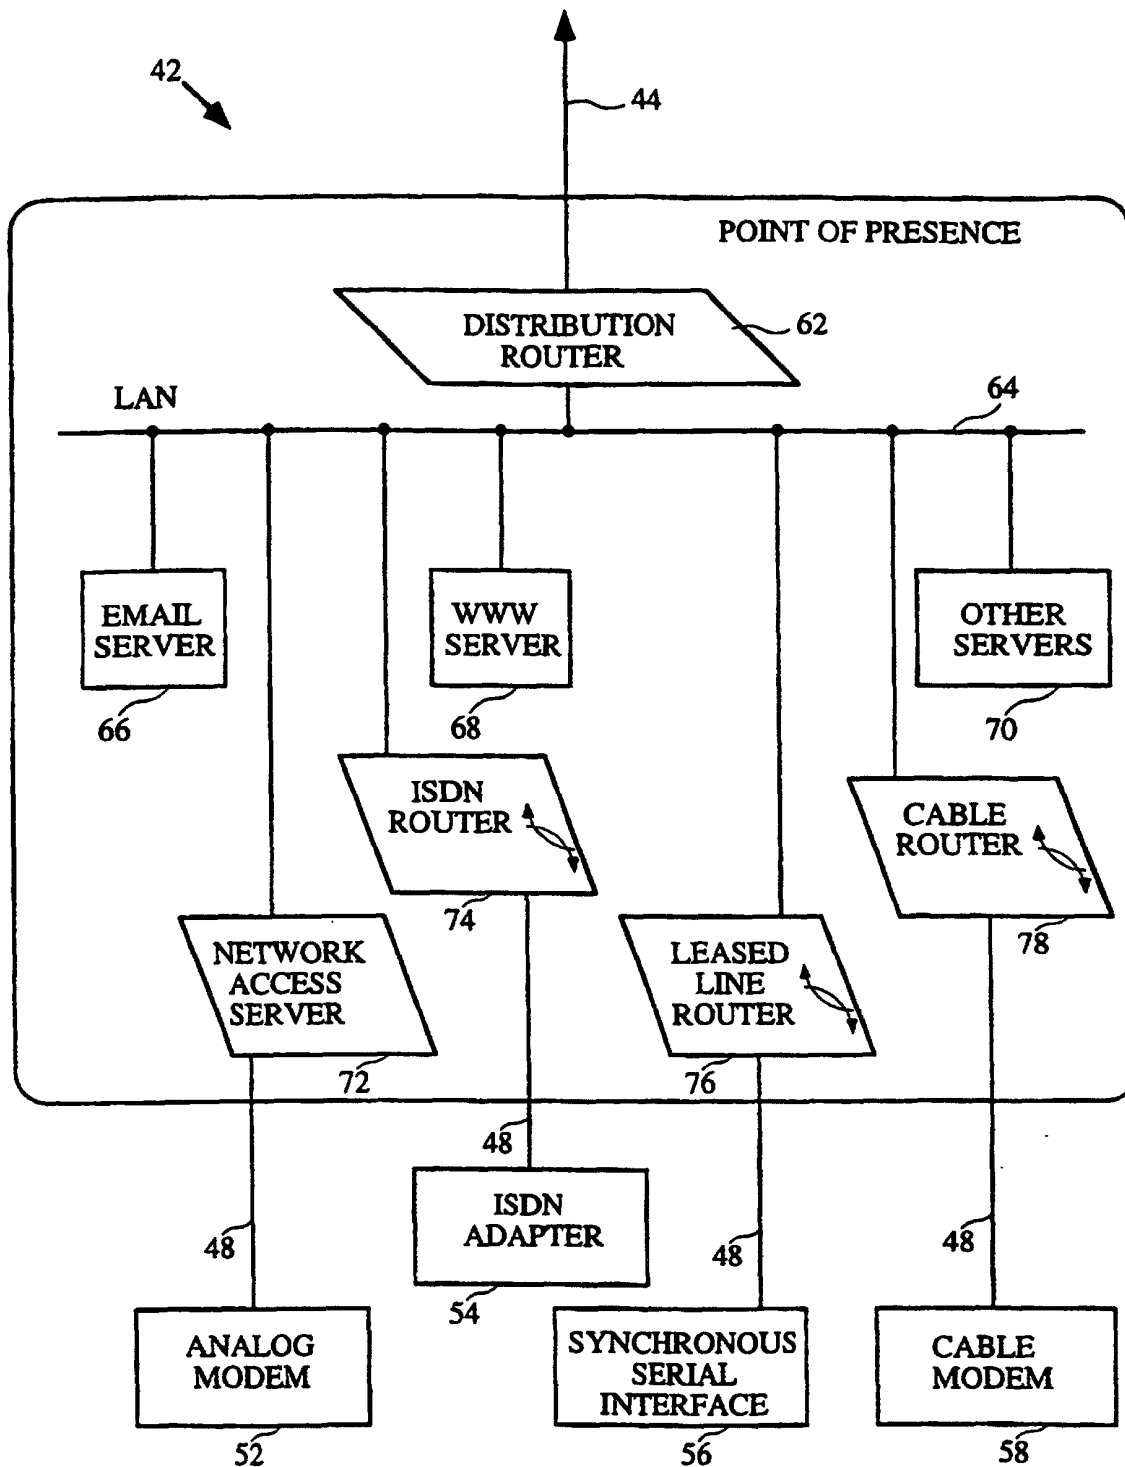 42
44
POINT OF PRESENCE
DISTRIBUTION
ROUTER
62
LAN
64
EMAIL
SERVER
66
WWW
SERVER
68
OTHER
SERVERS
70
ISDN
ROUTER
74
CABLE
ROUTER
78
NETWORK
ACCESS
SERVER
72
LEASED
LINE
ROUTER
76
48
ISDN
ADAPTER
54
48
48
48
ANALOG
MODEM
52
SYNCHRONOUS
SERIAL
INTERFACE
56
CABLE
MODEM
58